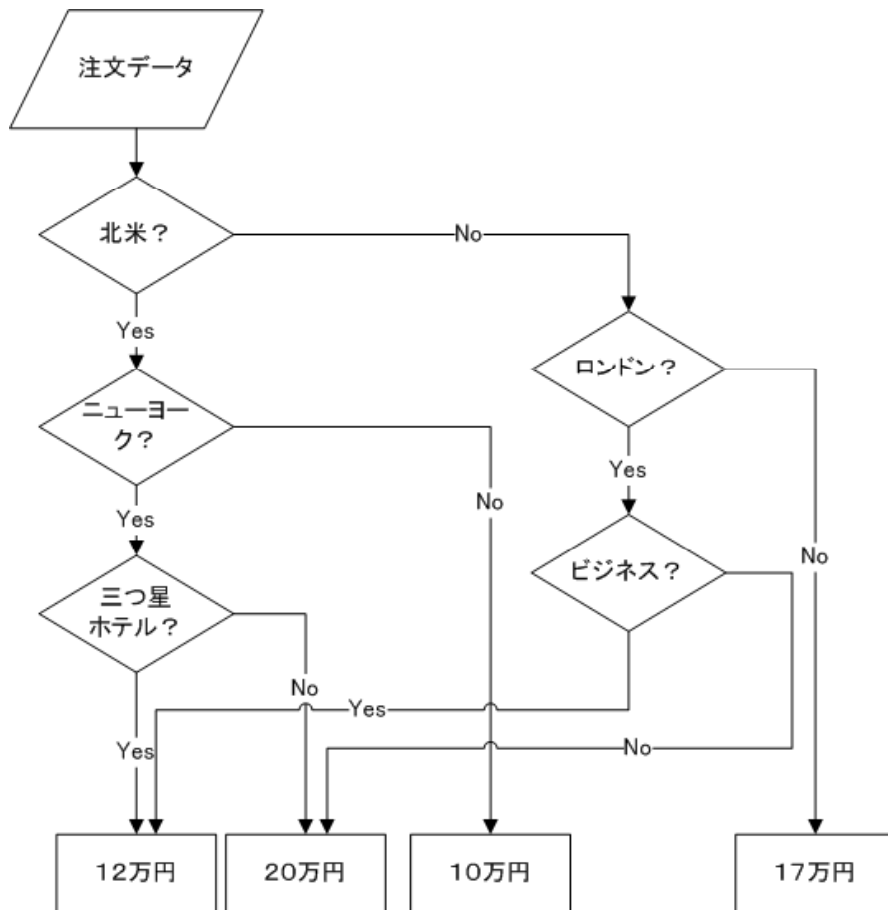 注文データ
北米？
No
Yes
ロンドン？
ニューヨー
ク？
Yes
No
Yes
No
三つ星
ホテル？
ビジネス？
No
Yes
Yes
No
12万円
20万円
10万円
17万円